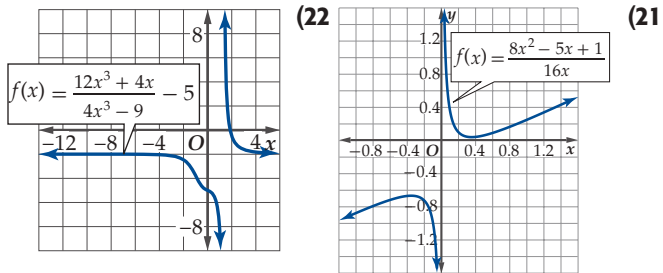 (22
(21
8
f(x) = \frac{12x^3 + 4x}{4x^3 - 9} - 5
-12 -8 -4 O 4 x
-8
y
1.2
f(x) = \frac{8x^2 - 5x + 1}{16x}
0.4
-0.8 -0.4 O 0.4 0.8 1.2 x
-0.4
-0.8
-1.2